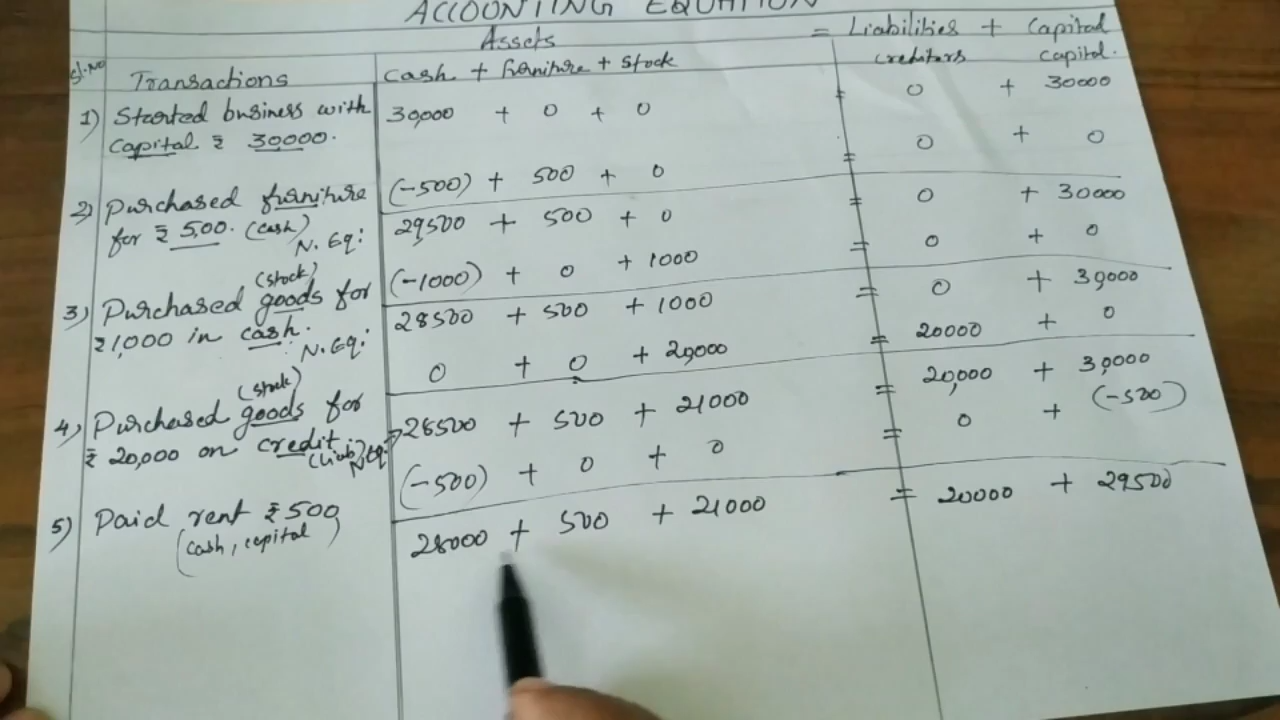 ACCOUNTING EQUATION
Assets = Liabilities + Capital
Sl.No Transactions Cash + Furniture + Stock creditors capital.
1) Started business with 30,000 + 0 + 0 = 0 + 30000
Capital ₹ 30000. = 0 + 0
2) Purchased furniture (-500) + 500 + 0
for ₹ 500. (cash) N. Eq: 29,500 + 500 + 0 = 0 + 30000
(stock) (-1000) + 0 + 1000 = 0 + 0
3) Purchased goods for 28500 + 500 + 1000 = 0 + 30000
₹1,000 in cash. N. Eq: 0 + 0 + 20,000 = 20000 + 0
(stock)
4) Purchased goods for 28500 + 500 + 21000 = 20,000 + 30000
₹ 20,000 on credit (Liab) N.Eq: (-500) + 0 + 0 = 0 + (-500)
5) Paid rent ₹500 28000 + 500 + 21000 = 20000 + 29500
(cash, capital)